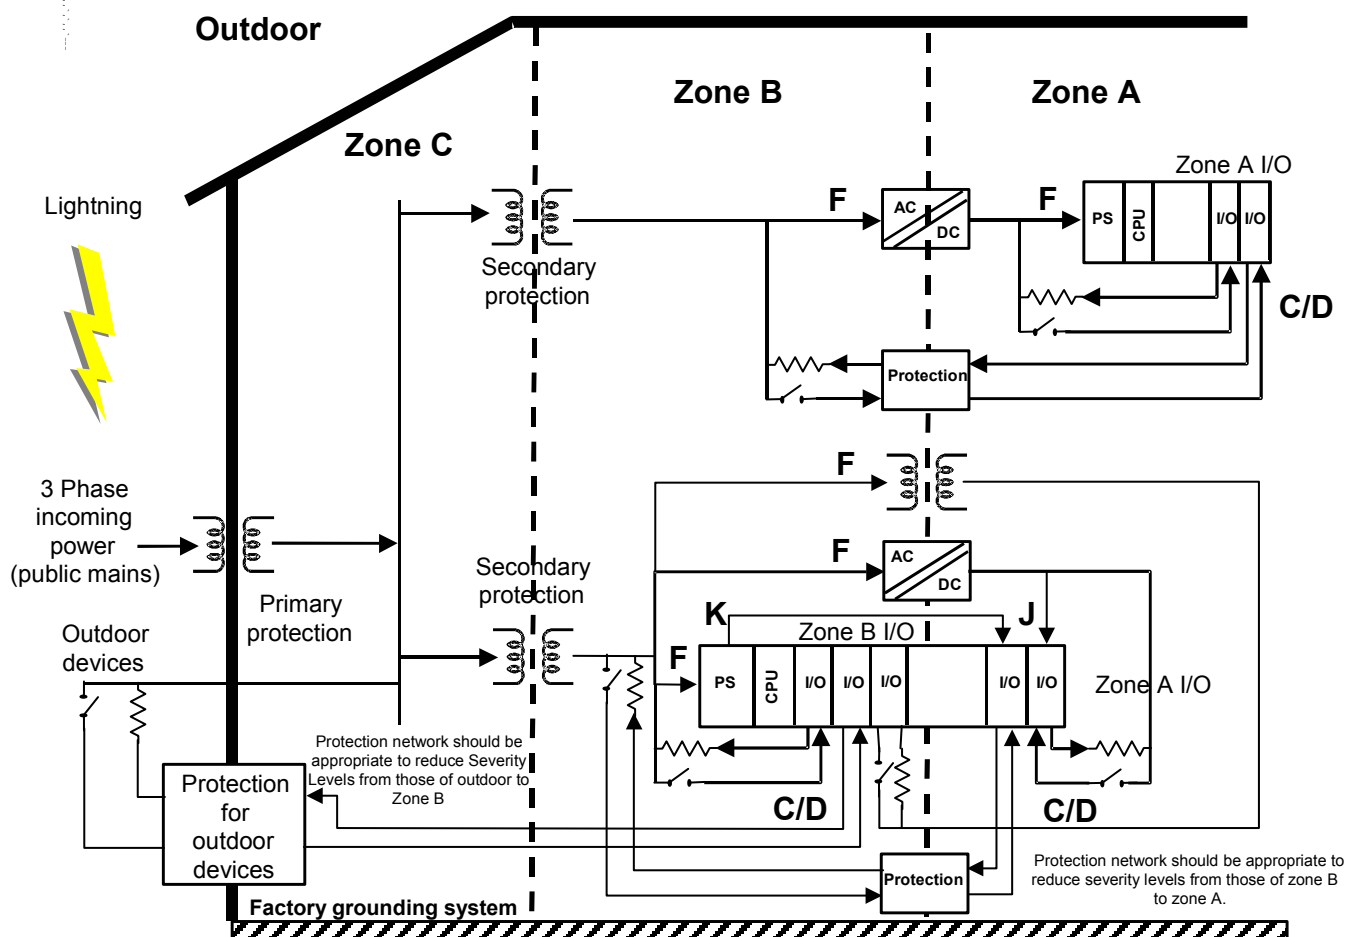 Outdoor
Zone B
Zone A
Zone C
Zone A I/O
Lightning
F
AC
DC
F
PS
CPU
I/O
I/O
Secondary
protection
C/D
Protection
3 Phase
incoming
power
(public mains)
F
Primary
protection
Secondary
protection
F
AC
DC
K
J
Outdoor
devices
Zone B I/O
F
PS
CPU
I/O
I/O
I/O
I/O
I/O
Zone A I/O
Protection network should be
appropriate to reduce Severity
Levels from those of outdoor to
Zone B
Protection
for
outdoor
devices
C/D
C/D
Protection
Protection network should be appropriate to
reduce severity levels from those of zone B
to zone A.
Factory grounding system